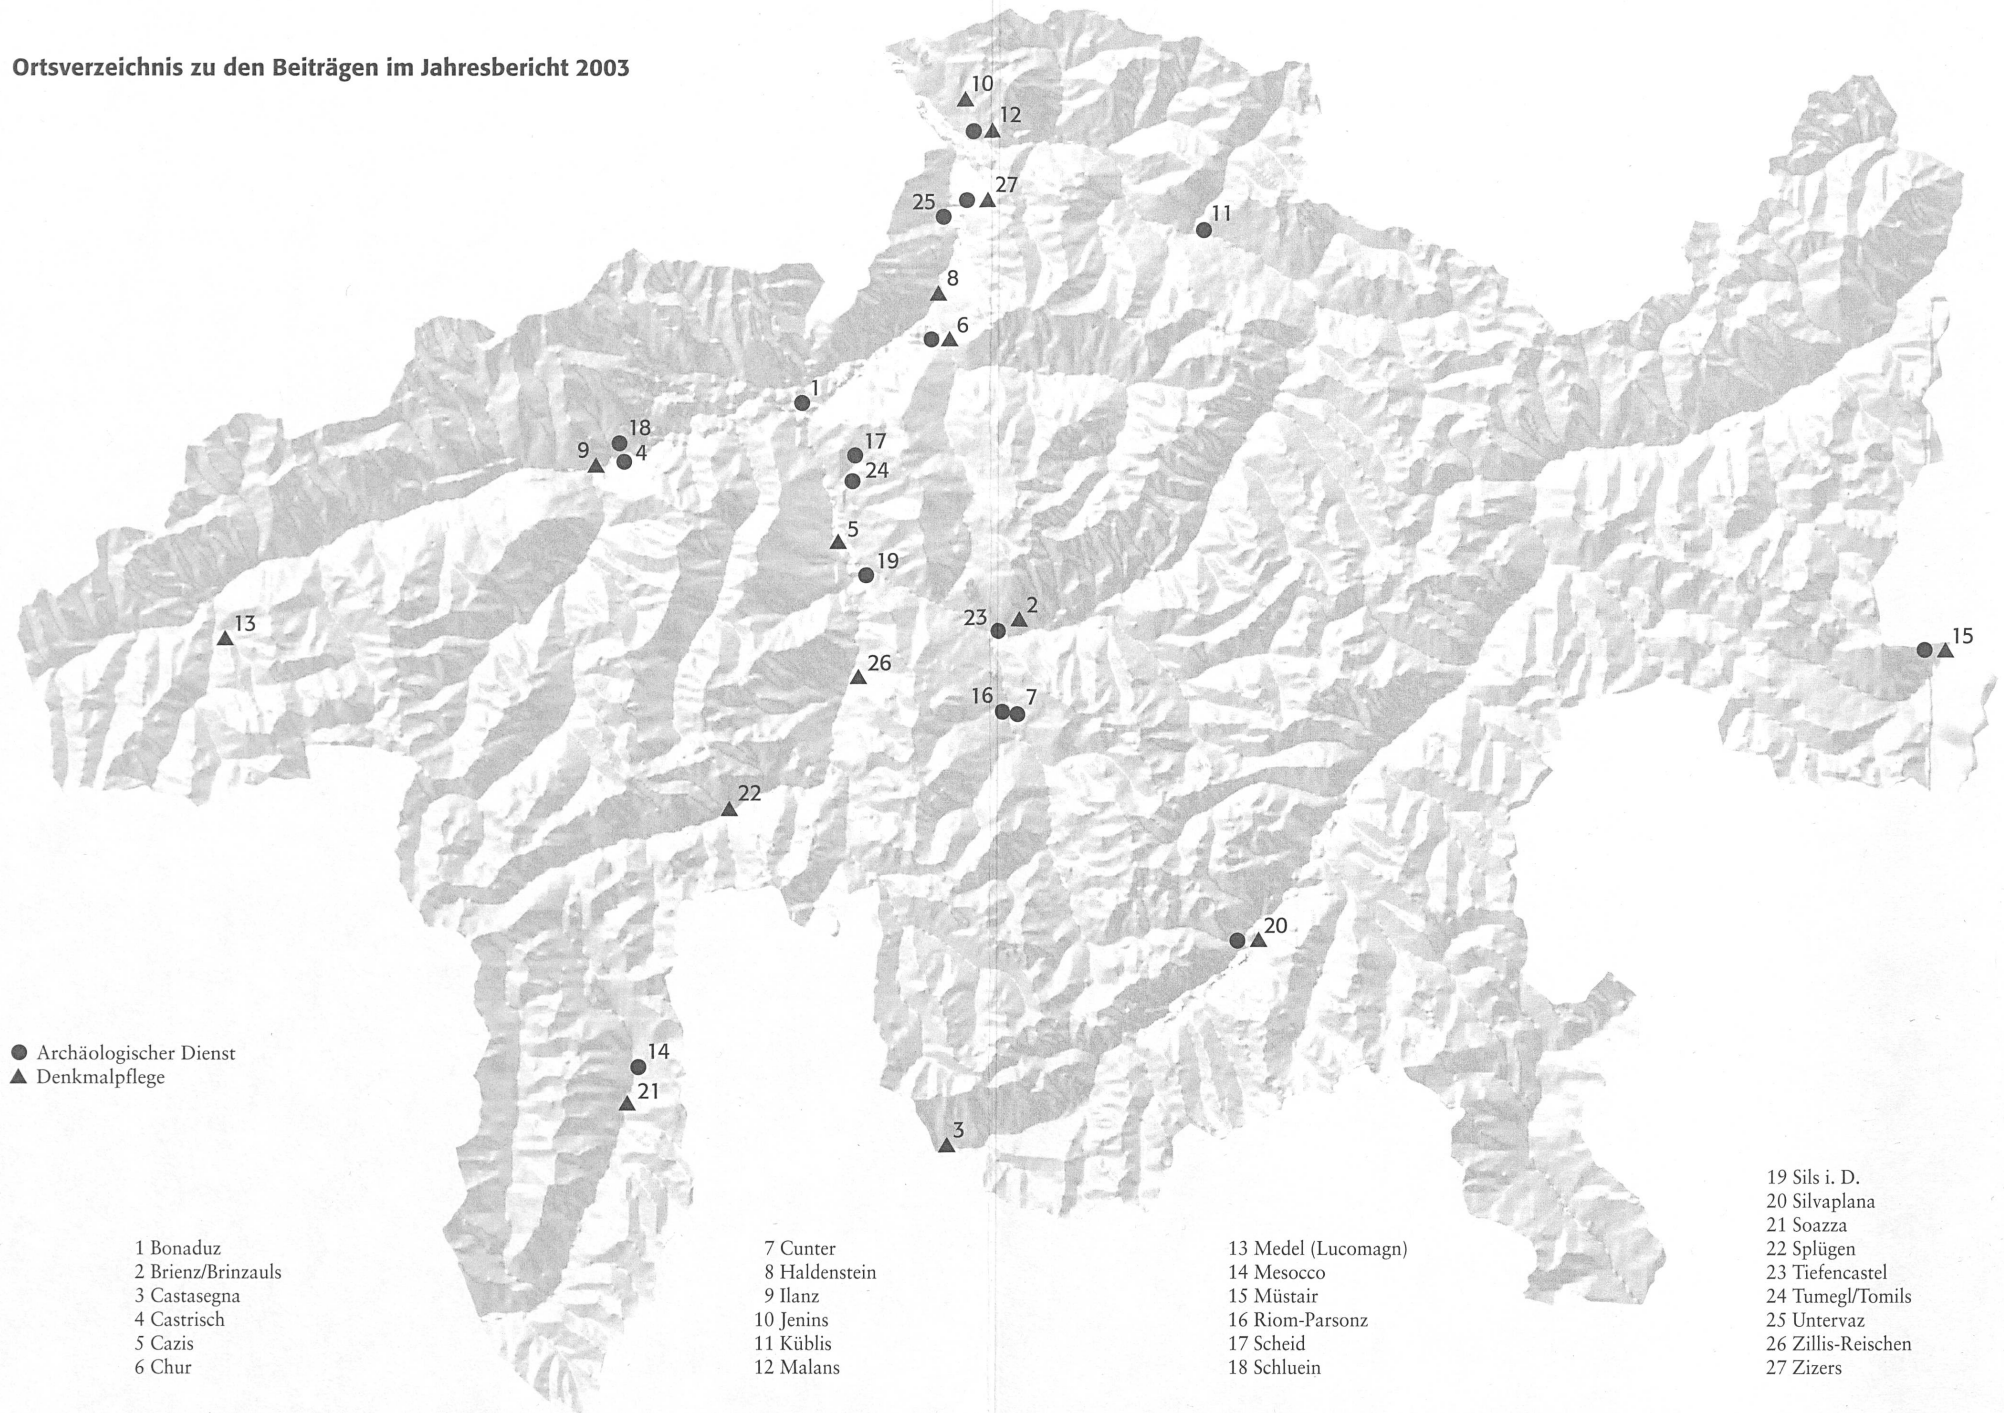 Ortsverzeichnis zu den Beiträgen im Jahresbericht 2003
10
12
27
25
11
8
6
1
18
9
4
17
24
5
19
2
23
13
15
26
16
7
22
20
● Archäologischer Dienst
▲ Denkmalpflege
14
21
3
1 Bonaduz
2 Brienz/Brinzauls
3 Castasegna
4 Castrisch
5 Cazis
6 Chur
7 Cunter
8 Haldenstein
9 Ilanz
10 Jenins
11 Küblis
12 Malans
13 Medel (Lucomagn)
14 Mesocco
15 Müstair
16 Riom-Parsonz
17 Scheid
18 Schluein
19 Sils i. D.
20 Silvaplana
21 Soazza
22 Splügen
23 Tiefencastel
24 Tumegl/Tomils
25 Untervaz
26 Zillis-Reischen
27 Zizers